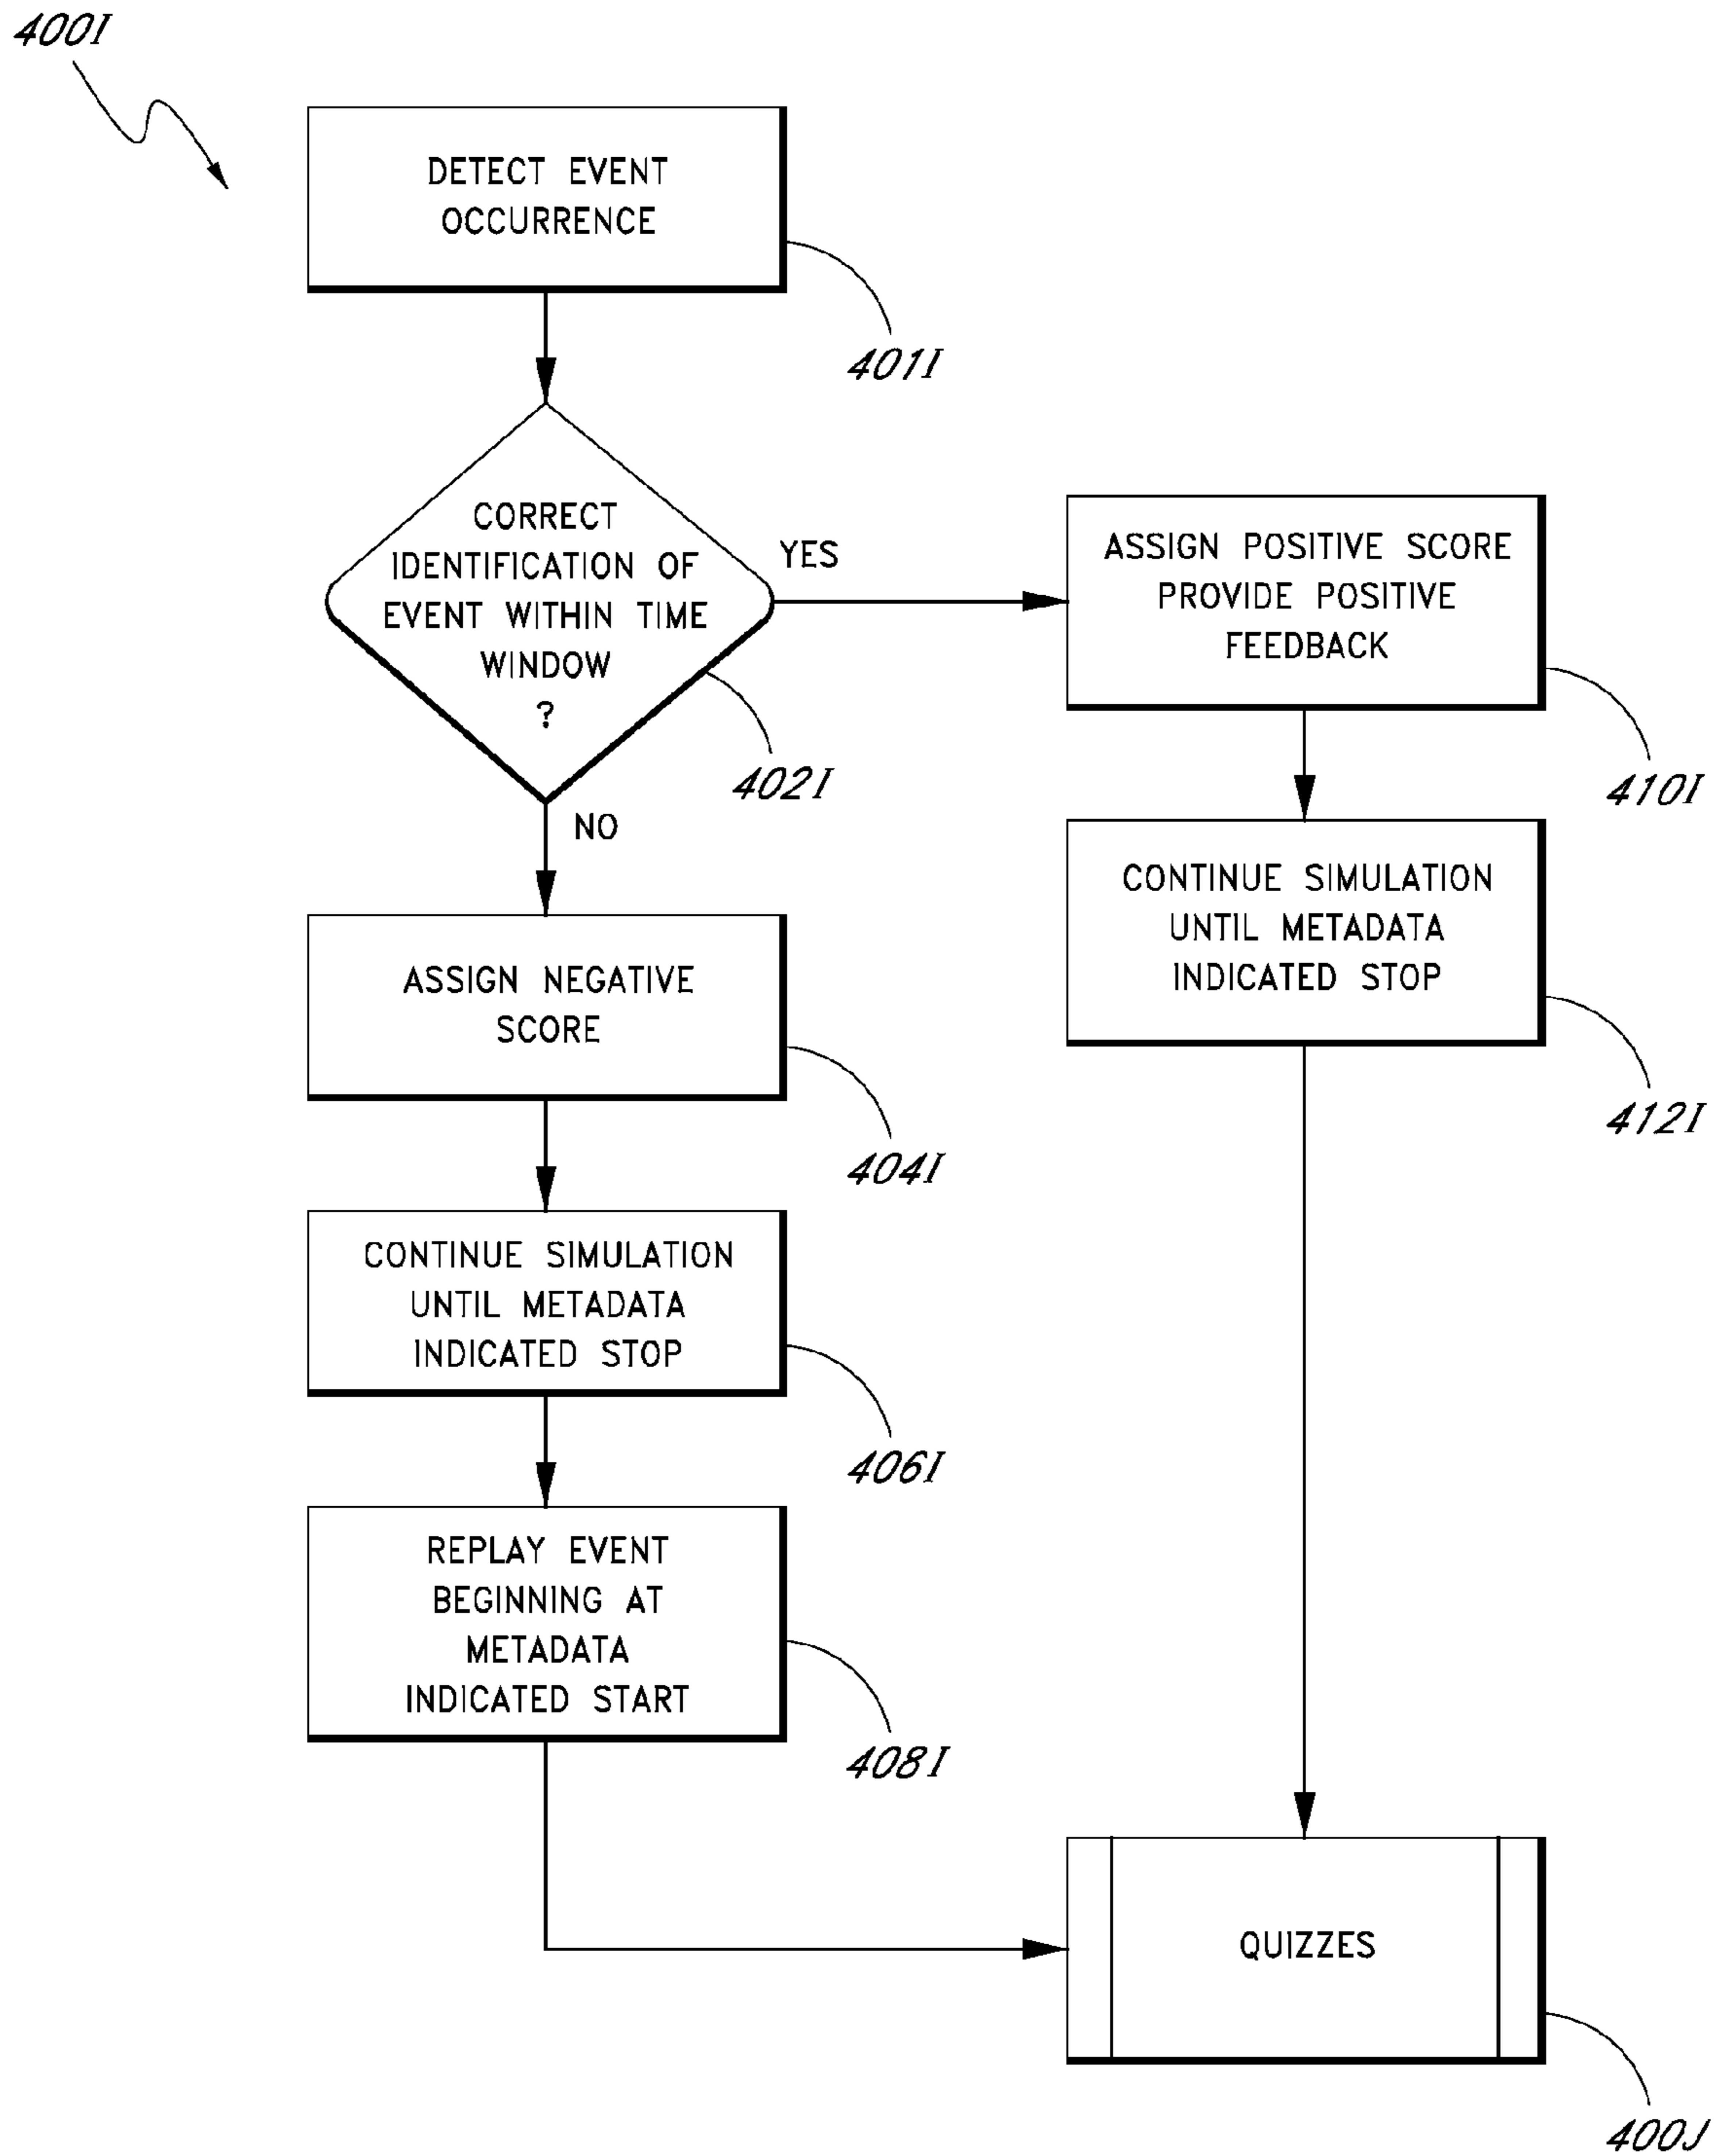 400I
DETECT EVENT
OCCURRENCE
401I
CORRECT
IDENTIFICATION OF
EVENT WITHIN TIME
WINDOW
?
402I
YES
NO
ASSIGN POSITIVE SCORE
PROVIDE POSITIVE
FEEDBACK
410I
CONTINUE SIMULATION
UNTIL METADATA
INDICATED STOP
412I
ASSIGN NEGATIVE
SCORE
404I
CONTINUE SIMULATION
UNTIL METADATA
INDICATED STOP
406I
REPLAY EVENT
BEGINNING AT
METADATA
INDICATED START
408I
QUIZZES
400J